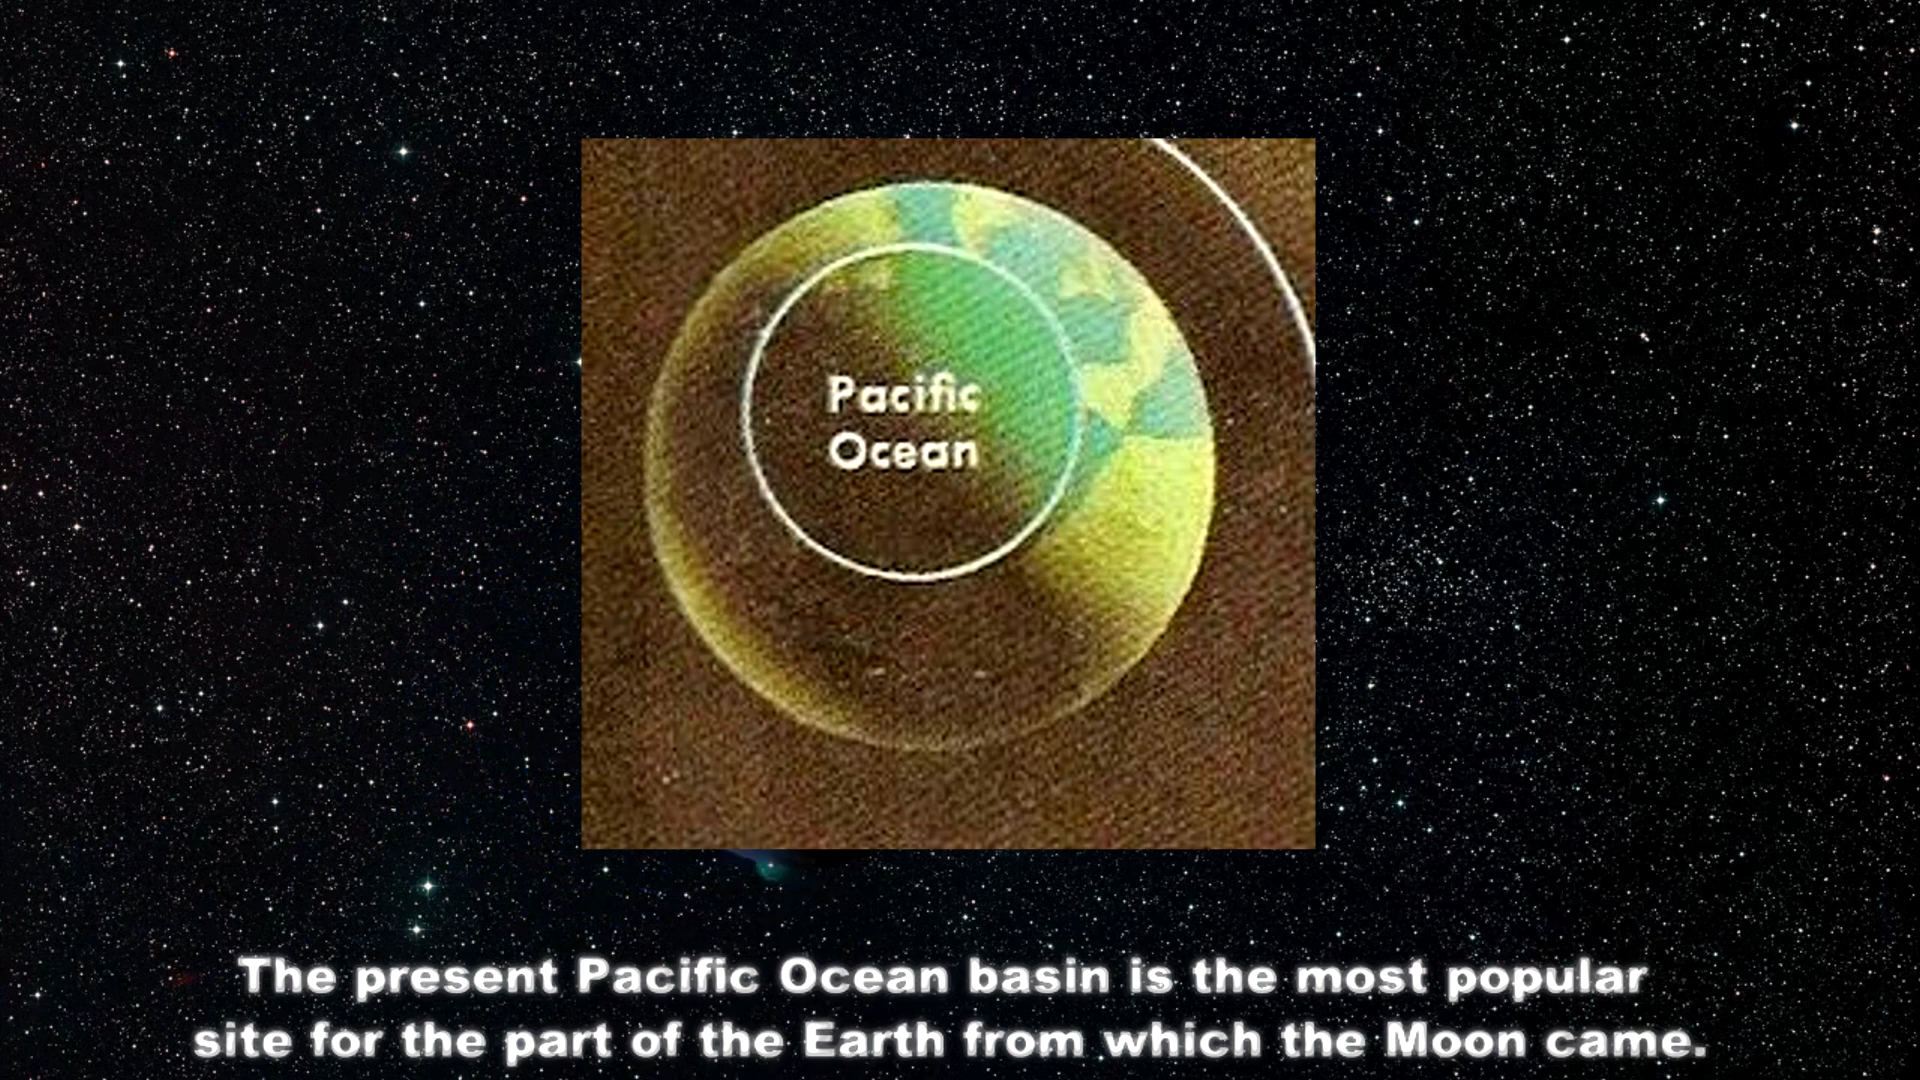 Pacific
Ocean
The present Pacific Ocean basin is the most popular
site for the part of the Earth from which the Moon came.